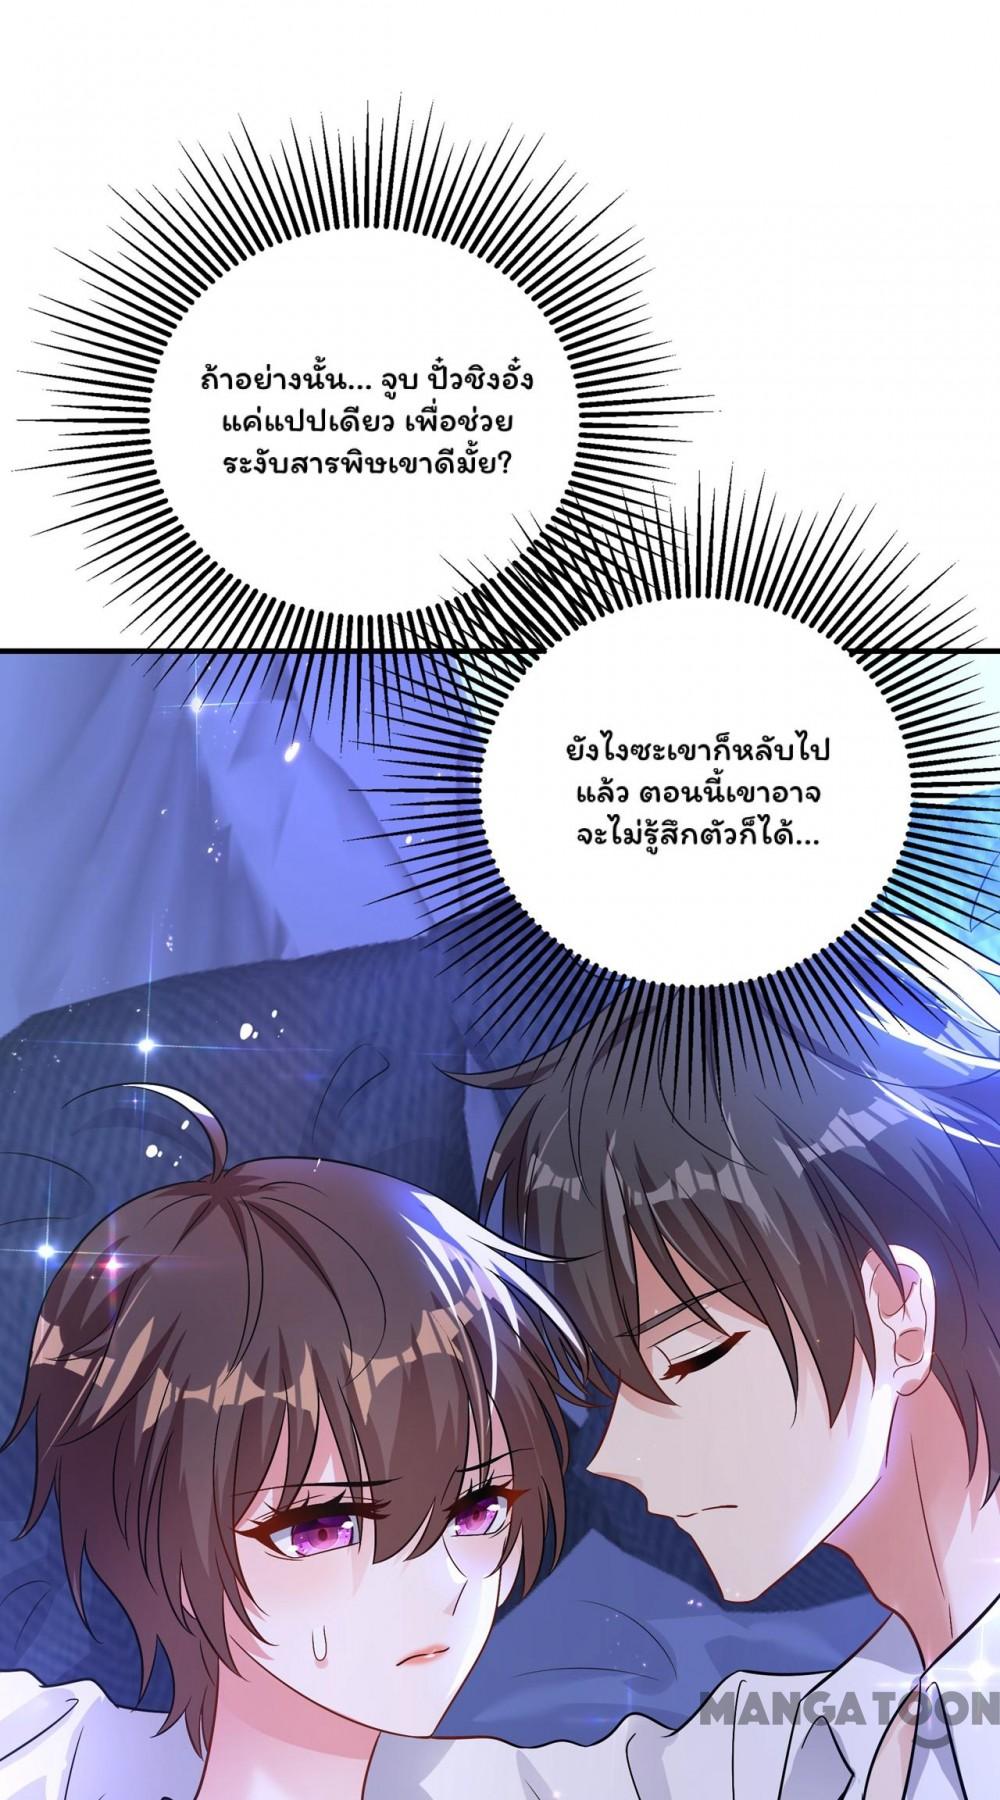 ถ้าอย่างนั้น... จูบ ปั๋วชิงอั๋ง
แค่แปปเดียว เพื่อช่วย
ระงับสารพิษเขาดีมั้ย?
ยังไงซะเขาก็หลับไป
แล้ว ตอนนี้เขาอาจ
จะไม่รู้สึกตัวก็ได้...
MANGATOON